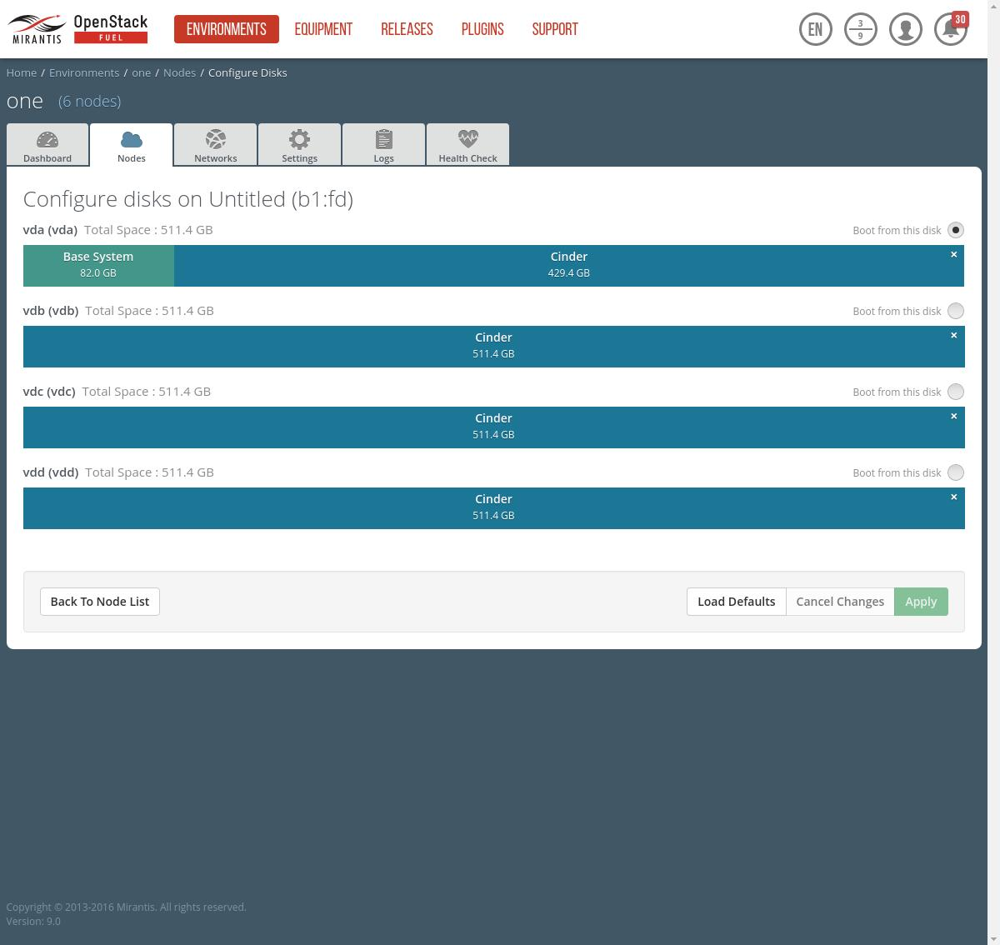 MIRANTIS OpenStack FUEL ENVIRONMENTS EQUIPMENT RELEASES PLUGINS SUPPORT EN 3 9 30
Home / Environments / one / Nodes / Configure Disks
one (6 nodes)
Dashboard Nodes Networks Settings Logs Health Check
Configure disks on Untitled (b1:fd)
vda (vda) Total Space : 511.4 GB Boot from this disk
Base System Cinder ×
82.0 GB 429.4 GB
vdb (vdb) Total Space : 511.4 GB Boot from this disk
Cinder ×
511.4 GB
vdc (vdc) Total Space : 511.4 GB Boot from this disk
Cinder ×
511.4 GB
vdd (vdd) Total Space : 511.4 GB Boot from this disk
Cinder ×
511.4 GB
Back To Node List Load Defaults Cancel Changes Apply
Copyright © 2013-2016 Mirantis. All rights reserved.
Version: 9.0